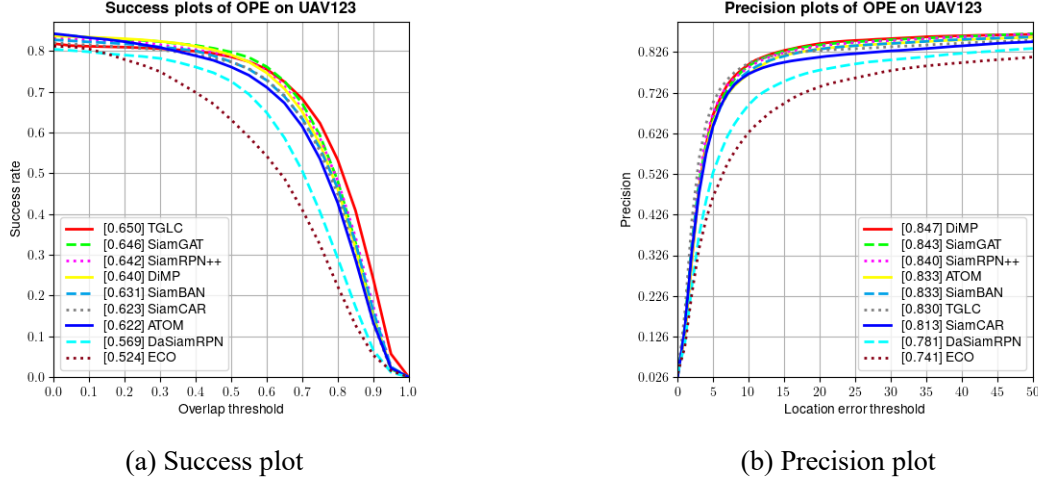 Success plots of OPE on UAV123
0.8
0.7
0.6
0.5
0.4
0.3
0.2
0.1
0.0
Success rate
[0.650] TGLC
[0.646] SiamGAT
[0.642] SiamRPN++
[0.640] DiMP
[0.631] SiamBAN
[0.623] SiamCAR
[0.622] ATOM
[0.569] DaSiamRPN
[0.524] ECO
0.0 0.1 0.2 0.3 0.4 0.5 0.6 0.7 0.8 0.9 1.0
Overlap threshold
(a) Success plot
Precision plots of OPE on UAV123
0.826
0.726
0.626
0.526
0.426
0.326
0.226
0.126
0.026
Precision
[0.847] DiMP
[0.843] SiamGAT
[0.840] SiamRPN++
[0.833] ATOM
[0.833] SiamBAN
[0.830] TGLC
[0.813] SiamCAR
[0.781] DaSiamRPN
[0.741] ECO
0 5 10 15 20 25 30 35 40 45 50
Location error threshold
(b) Precision plot